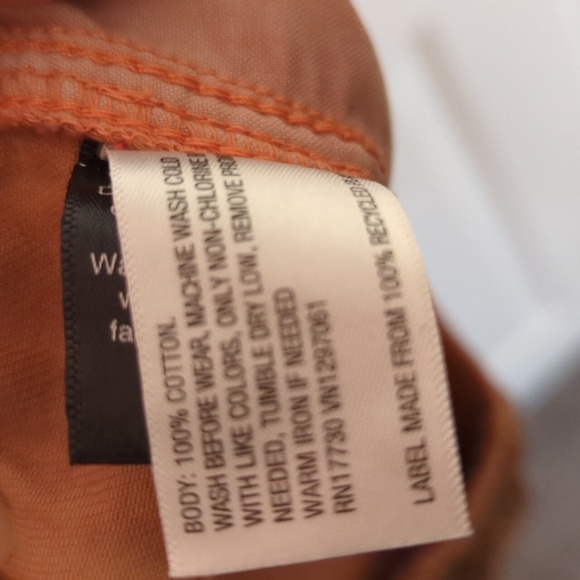 BODY: 100% COTTON.
WASH BEFORE WEAR, MACHINE WASH COLD
WITH LIKE COLORS, ONLY NON-CHLORINE
NEEDED, TUMBLE DRY LOW, REMOVE
WARM IRON IF NEEDED
RN17730 VN1297061
LABEL MADE FROM 100% RECYCLED